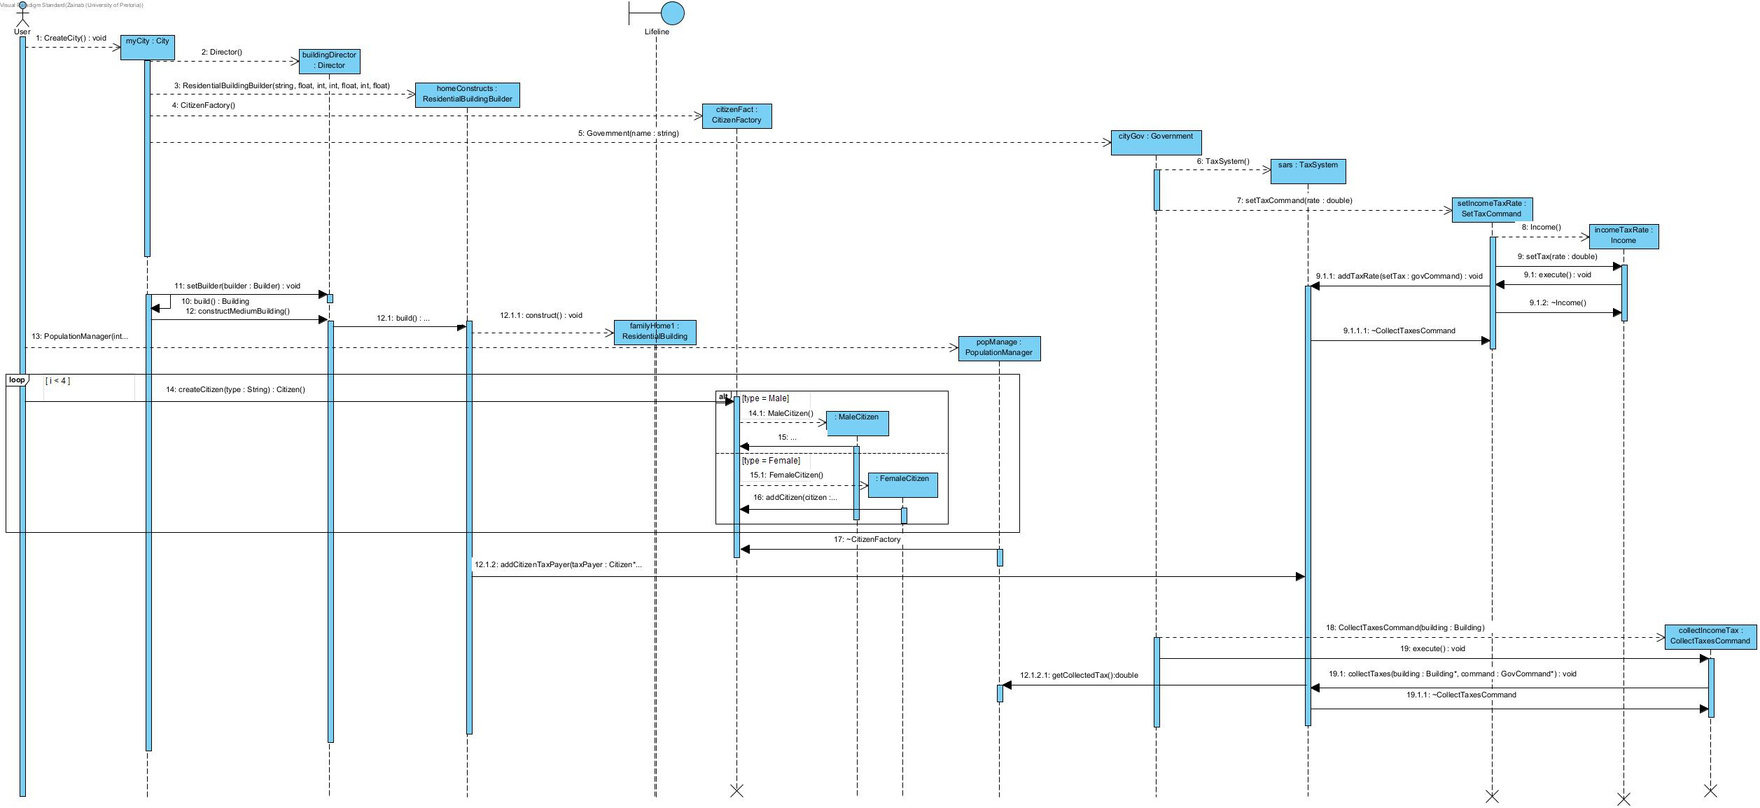 Visual Paradigm Standard(Zainab (University of Pretoria))
User
Lifeline
1: CreateCity() : void
myCity : City
2: Director()
buildingDirector
: Director
3: ResidentialBuildingBuilder(string, float, int, int, float, int, float)
homeConstructs :
ResidentialBuildingBuilder
4: CitizenFactory()
citizenFact :
CitizenFactory
5: Government(name : string)
cityGov : Government
6: TaxSystem()
sars : TaxSystem
7: setTaxCommand(rate : double)
setIncomeTaxRate :
SetTaxCommand
8: Income()
incomeTaxRate :
Income
9: setTax(rate : double)
9.1.1: addTaxRate(setTax : govCommand) : void
9.1: execute() : void
11: setBuilder(builder : Builder) : void
10: build() : Building
9.1.2: ~Income()
12: constructMediumBuilding()
12.1: build() : ...
12.1.1: construct() : void
familyHome1 :
ResidentialBuilding
13: PopulationManager(int...
popManage :
PopulationManager
9.1.1.1: ~CollectTaxesCommand
loop
[ i < 4 ]
14: createCitizen(type : String) : Citizen()
alt
[type = Male]
14.1: MaleCitizen()
: MaleCitizen
15: ...
[type = Female]
15.1: FemaleCitizen()
: FemaleCitizen
16: addCitizen(citizen :...
17: ~CitizenFactory
12.1.2: addCitizenTaxPayer(taxPayer : Citizen*...
18: CollectTaxesCommand(building : Building)
collectIncomeTax :
CollectTaxesCommand
19: execute() : void
12.1.2.1: getCollectedTax():double
19.1: collectTaxes(building : Building*, command : GovCommand*) : void
19.1.1: ~CollectTaxesCommand